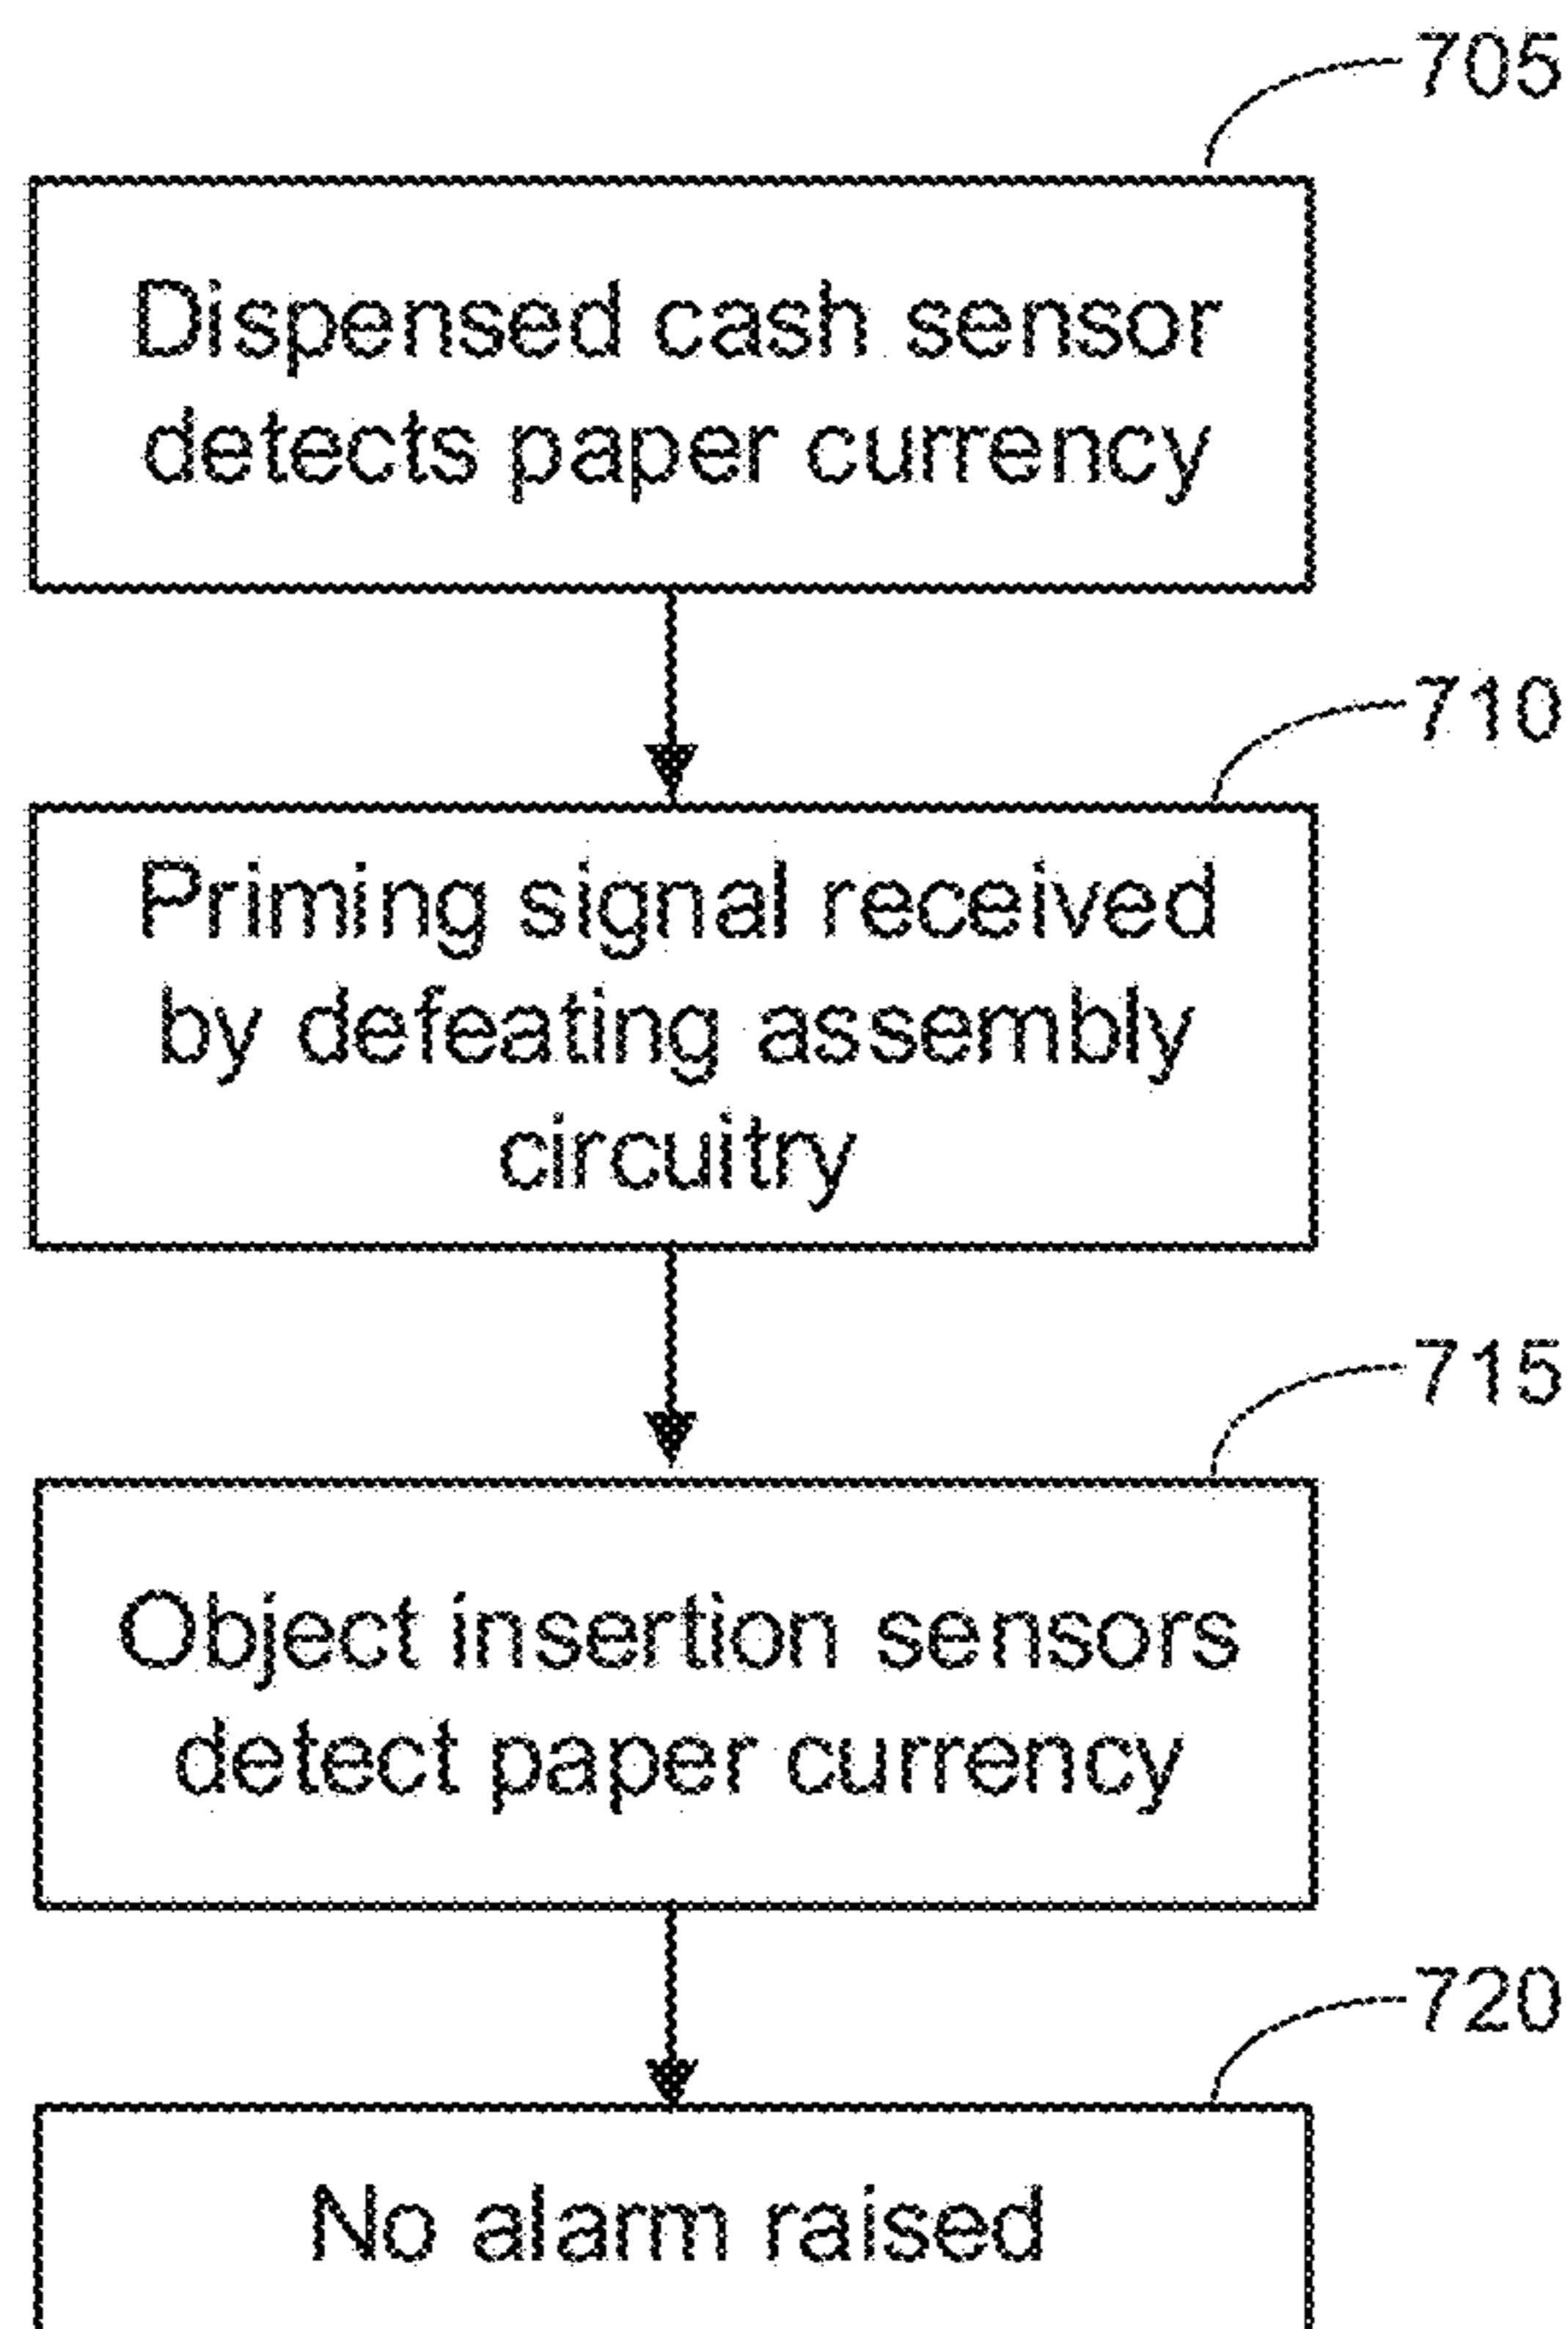 705
Dispensed cash sensor
detects paper currency
710
Priming signal received
by defeating assembly
circuitry
715
Object insertion sensors
detect paper currency
720
No alarm raised